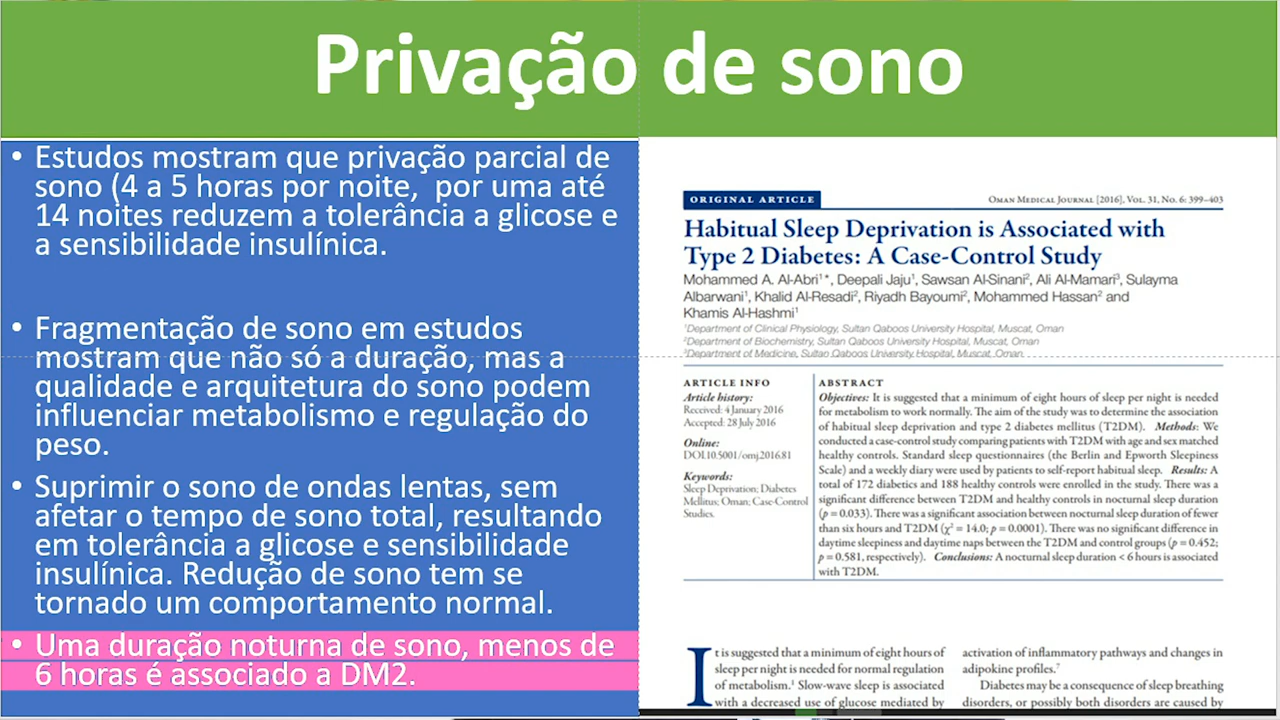 Privação de sono
• Estudos mostram que privação parcial de
sono (4 a 5 horas por noite,  por uma até
14 noites reduzem a tolerância a glicose e
a sensibilidade insulínica.
• Fragmentação de sono em estudos
mostram que não só a duração, mas a
qualidade e arquitetura do sono podem
influenciar metabolismo e regulação do
peso.
• Suprimir o sono de ondas lentas, sem
afetar o tempo de sono total, resultando
em tolerância a glicose e sensibilidade
insulínica. Redução de sono tem se
tornado um comportamento normal.
• Uma duração noturna de sono, menos de
6 horas é associado a DM2.
ORIGINAL ARTICLE
OMAN MEDICAL JOURNAL [2016], VOL. 31, NO. 6: 399–403
Habitual Sleep Deprivation is Associated with
Type 2 Diabetes: A Case-Control Study
Mohammed A. Al-Abri¹*, Deepali Jaju¹, Sawsan Al-Sinani², Ali Al-Mamari³, Sulayma
Albarwani¹, Khalid Al-Resadi², Riyadh Bayoumi², Mohammed Hassan² and
Khamis Al-Hashmi¹
¹Department of Clinical Physiology, Sultan Qaboos University Hospital, Muscat, Oman
²Department of Biochemistry, Sultan Qaboos University Hospital, Muscat, Oman
³Department of Medicine, Sultan Qaboos University Hospital, Muscat, Oman
ARTICLE INFO
Article history:
Received: 4 January 2016
Accepted: 28 July 2016
Online:
DOI.10.5001/omj.2016.81
Keywords:
Sleep Deprivation; Diabetes
Mellitus; Oman; Case-Control
Studies.
ABSTRACT
Objectives: It is suggested that a minimum of eight hours of sleep per night is needed
for metabolism to work normally. The aim of the study was to determine the association
of habitual sleep deprivation and type 2 diabetes mellitus (T2DM). Methods: We
conducted a case-control study comparing patients with T2DM with age and sex matched
healthy controls. Standard sleep questionnaires (the Berlin and Epworth Sleepiness
Scale) and a weekly diary were used by patients to self-report habitual sleep. Results: A
total of 172 diabetics and 188 healthy controls were enrolled in the study. There was a
significant difference between T2DM and healthy controls in nocturnal sleep duration
(p = 0.033). There was a significant association between nocturnal sleep duration of fewer
than six hours and T2DM (χ² = 14.0; p = 0.0001). There was no significant difference in
daytime sleepiness and daytime naps between the T2DM and control groups (p = 0.452;
p = 0.581, respectively). Conclusions: A nocturnal sleep duration < 6 hours is associated
with T2DM.
It is suggested that a minimum of eight hours of
sleep per night is needed for normal regulation
of metabolism.¹ Slow-wave sleep is associated
with a decreased use of glucose mediated by
activation of inflammatory pathways and changes in
adipokine profiles.⁷
Diabetes may be a consequence of sleep breathing
disorders, or possibly both disorders are caused by